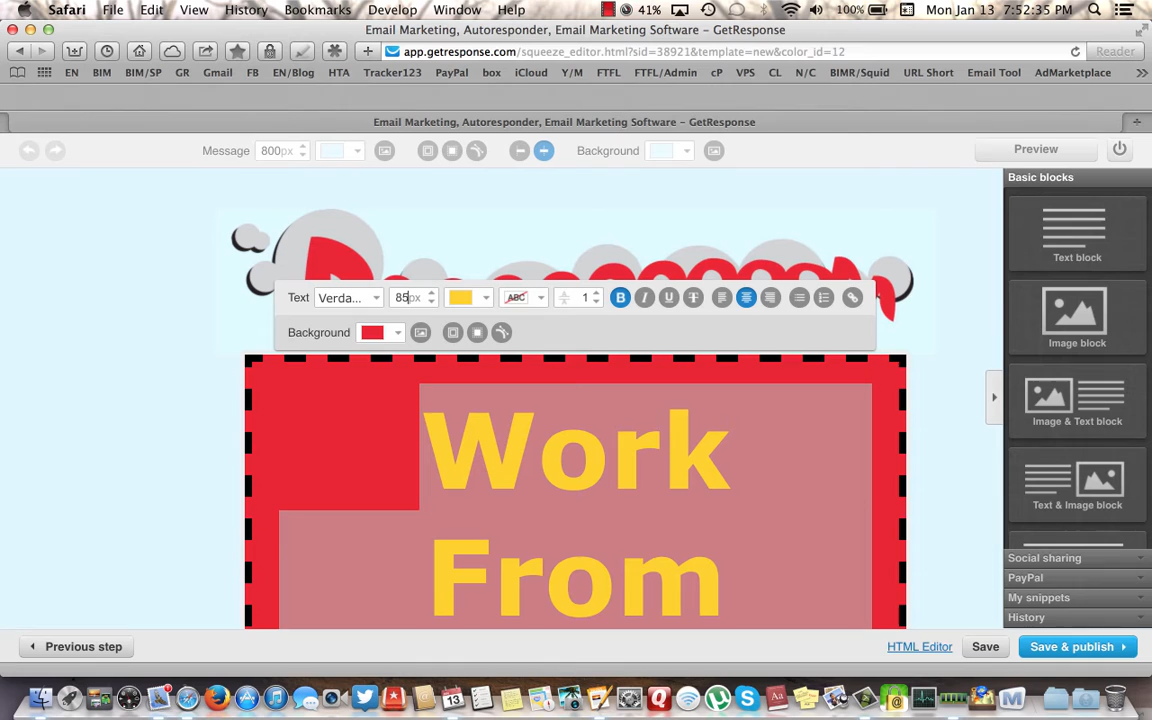 Safari File Edit View History Bookmarks Develop Window Help 41% 100% Mon Jan 13 7:52:35 PM
Email Marketing, Autoresponder, Email Marketing Software – GetResponse
app.getresponse.com/squeeze_editor.html?sid=38921&template=new&color_id=12 Reader
EN BIM BIM/SP GR Gmail FB EN/Blog HTA Tracker123 PayPal box iCloud Y/M FTFL FTFL/Admin cP VPS CL N/C BIMR/Squid URL Short Email Tool AdMarketplace
Email Marketing, Autoresponder, Email Marketing Software – GetResponse
Message 800px Background Preview
Basic blocks
Text block
Text Verda... 85px ABC 1 B I U T
Background
Image block
Image & Text block
Work
From
Text & Image block
Social sharing
PayPal
My snippets
History
Previous step HTML Editor Save Save & publish
13